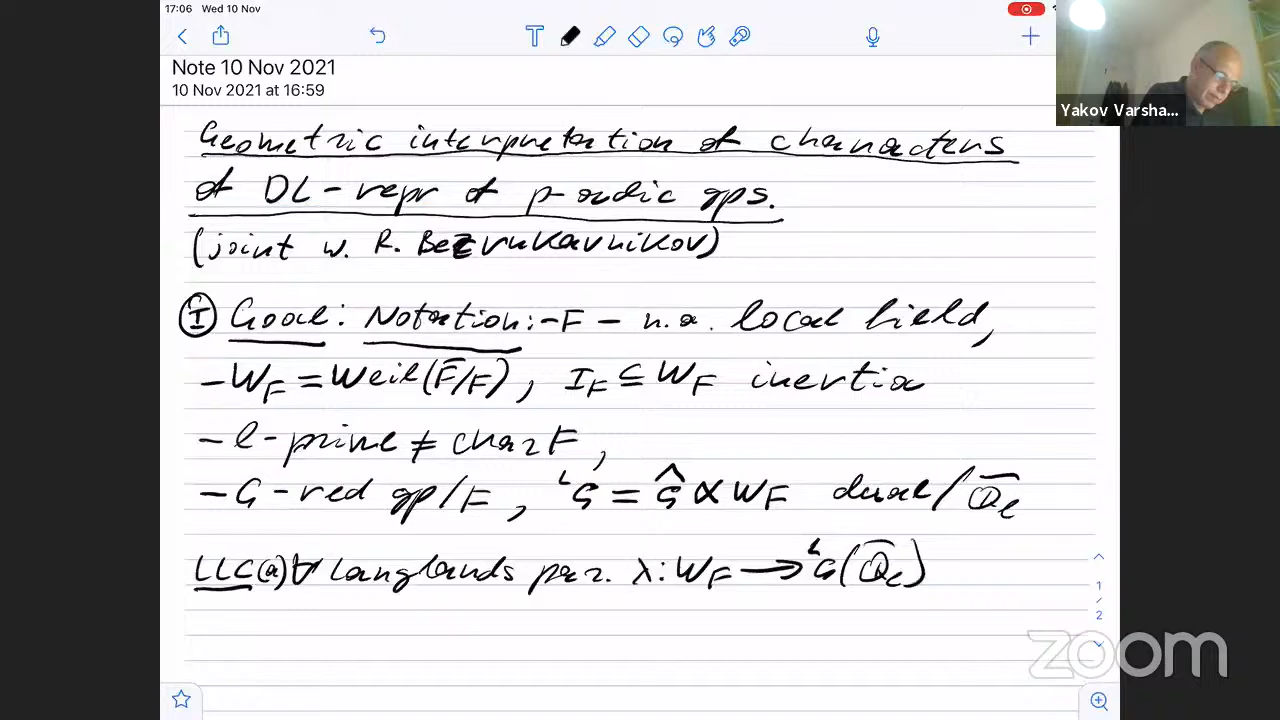 17:06 Wed 10 Nov
Note 10 Nov 2021
10 Nov 2021 at 16:59
Yakov Varsha...
Geometric interpretation of characters
of DL-repr of p-adic gps.
(joint w. R. Bezrukavnikov)
I Goal: Notation: - F - n.a. local field,
- W_F = Weil(F̄/F), I_F ⊆ W_F inertia
- l - prime ≠ char F,
- G - red gp/F, ᴸG = Ĝ ⋊ W_F dual/ Q̄_l
LLC (a) ∀ Langlands par. λ: W_F → ᴸG(Q̄_l)
1
/
2
zoom